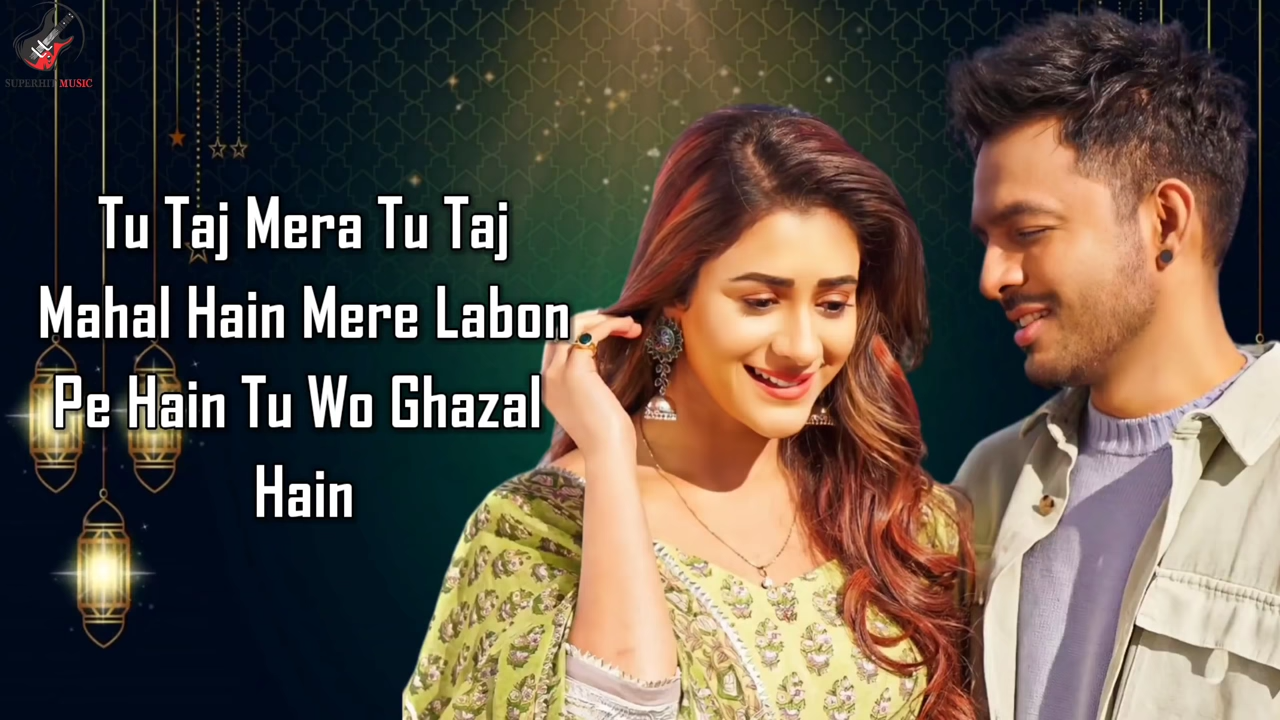 SUPERHIT MUSIC
Tu Taj Mera Tu Taj
Mahal Hain Mere Labon
Pe Hain Tu Wo Ghazal
Hain